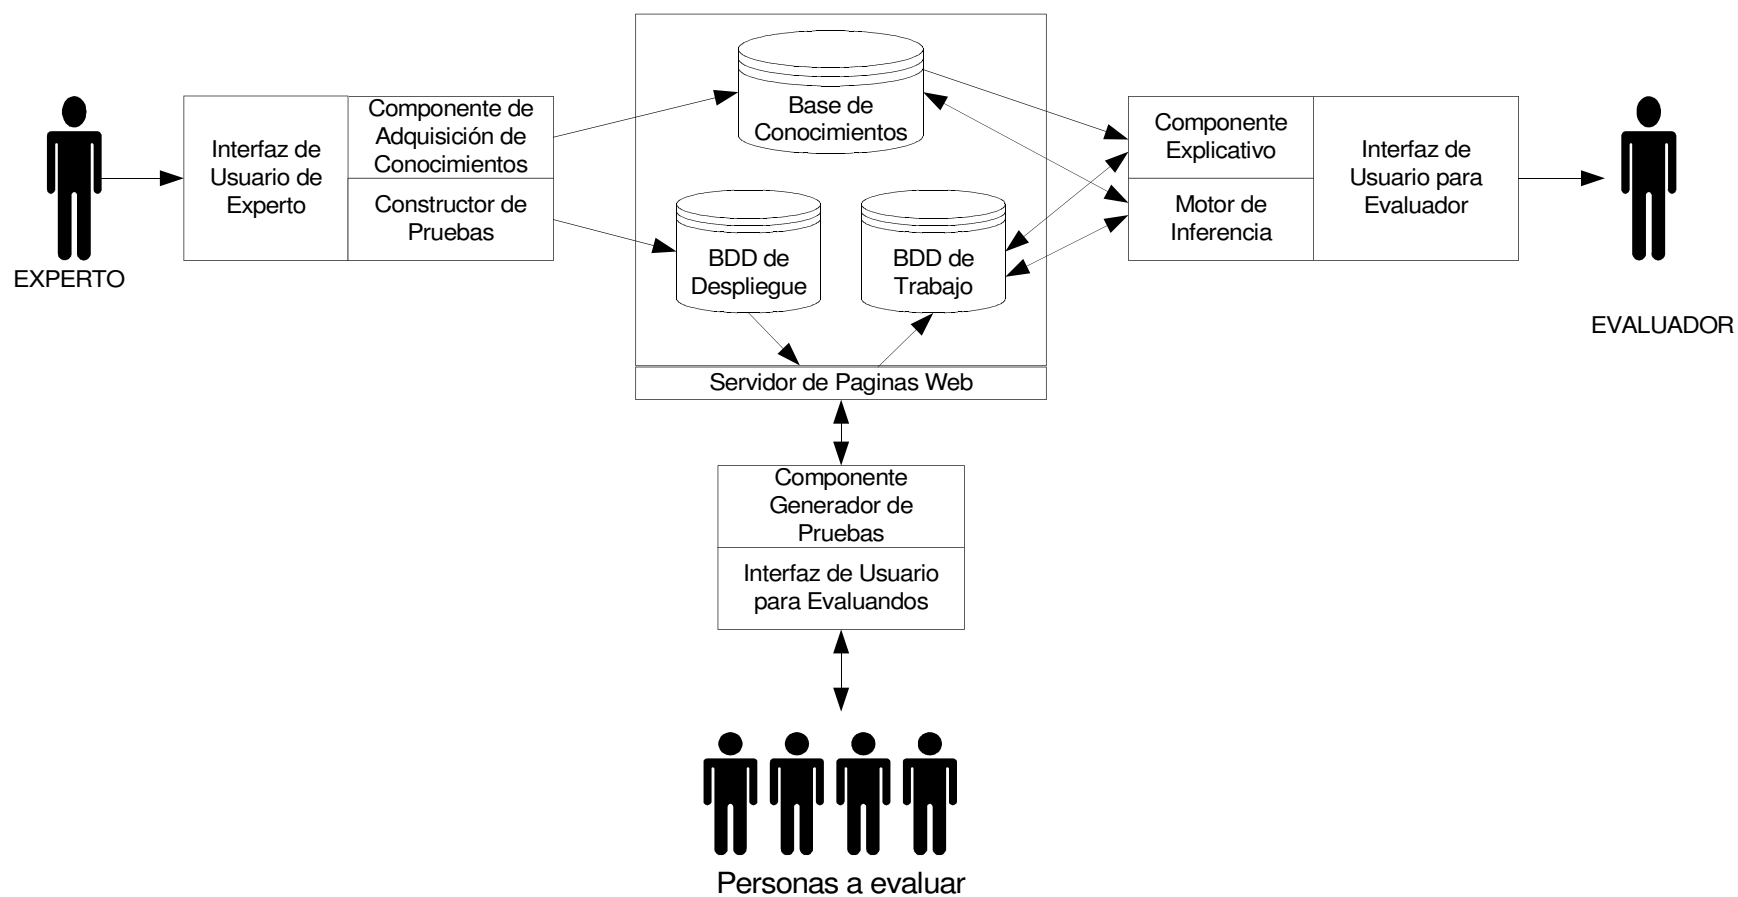 EXPERTO
Interfaz de
Usuario de
Experto
Componente de
Adquisición de
Conocimientos
Constructor de
Pruebas
Base de
Conocimientos
BDD de
Despliegue
BDD de
Trabajo
Servidor de Paginas Web
Componente
Explicativo
Motor de
Inferencia
Interfaz de
Usuario para
Evaluador
EVALUADOR
Componente
Generador de
Pruebas
Interfaz de Usuario
para Evaluandos
Personas a evaluar